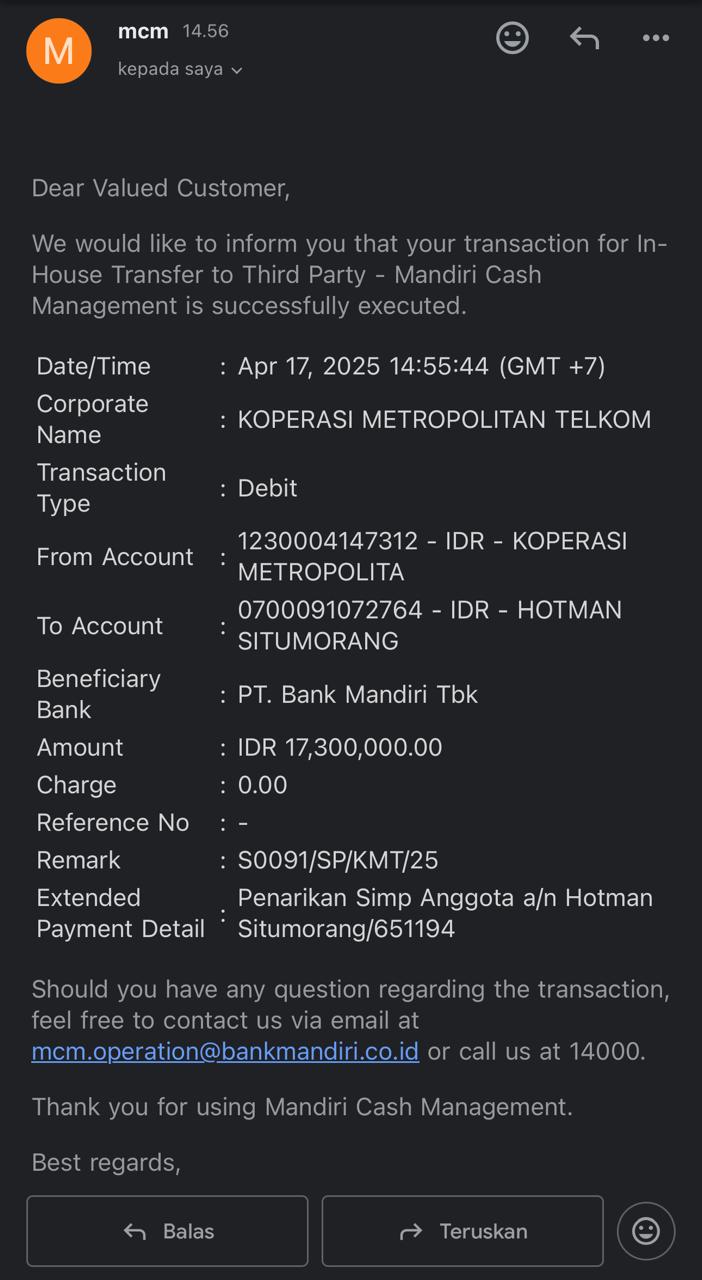 M
mcm 14.56
kepada saya
Dear Valued Customer,
We would like to inform you that your transaction for In-
House Transfer to Third Party - Mandiri Cash
Management is successfully executed.
Date/Time : Apr 17, 2025 14:55:44 (GMT +7)
Corporate
Name : KOPERASI METROPOLITAN TELKOM
Transaction
Type : Debit
From Account : 1230004147312 - IDR - KOPERASI
METROPOLITA
To Account : 0700091072764 - IDR - HOTMAN
SITUMORANG
Beneficiary
Bank : PT. Bank Mandiri Tbk
Amount : IDR 17,300,000.00
Charge : 0.00
Reference No : -
Remark : S0091/SP/KMT/25
Extended
Payment Detail : Penarikan Simp Anggota a/n Hotman
Situmorang/651194
Should you have any question regarding the transaction,
feel free to contact us via email at
mcm.operation@bankmandiri.co.id or call us at 14000.
Thank you for using Mandiri Cash Management.
Best regards,
Balas
Teruskan